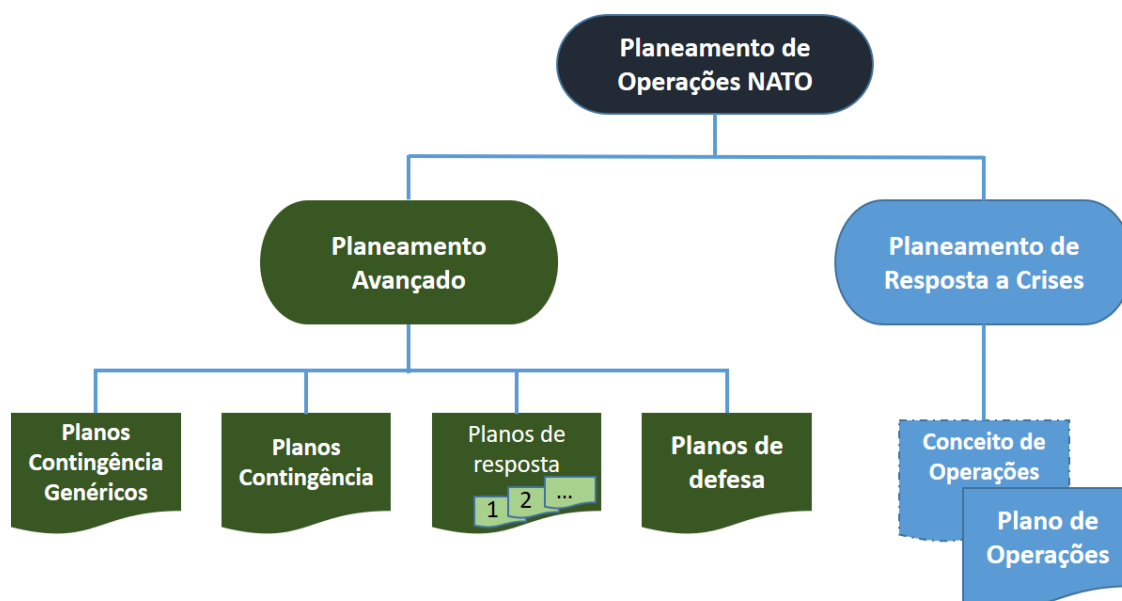 Planeamento de
Operações NATO
Planeamento
Avançado
Planeamento de
Resposta a Crises
Planos
Contingência
Genéricos
Planos
Contingência
Planos de
resposta
1
2
...
Planos de
defesa
Conceito de
Operações
Plano de
Operações